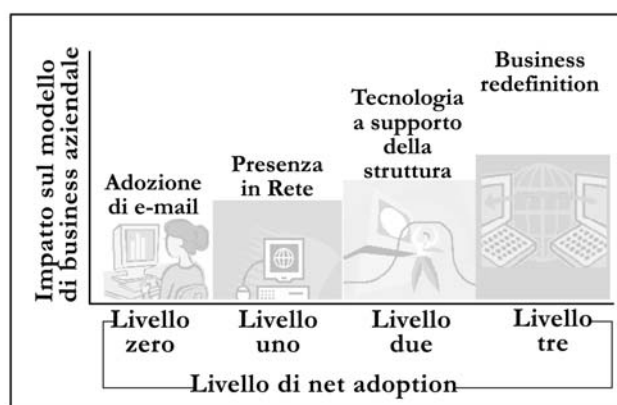 Impatto sul modello
di business aziendale
Adozione
di e-mail
Presenza
in Rete
Tecnologia
a supporto
della
struttura
Business
redefinition
Livello
zero
Livello
uno
Livello
due
Livello
tre
Livello di net adoption